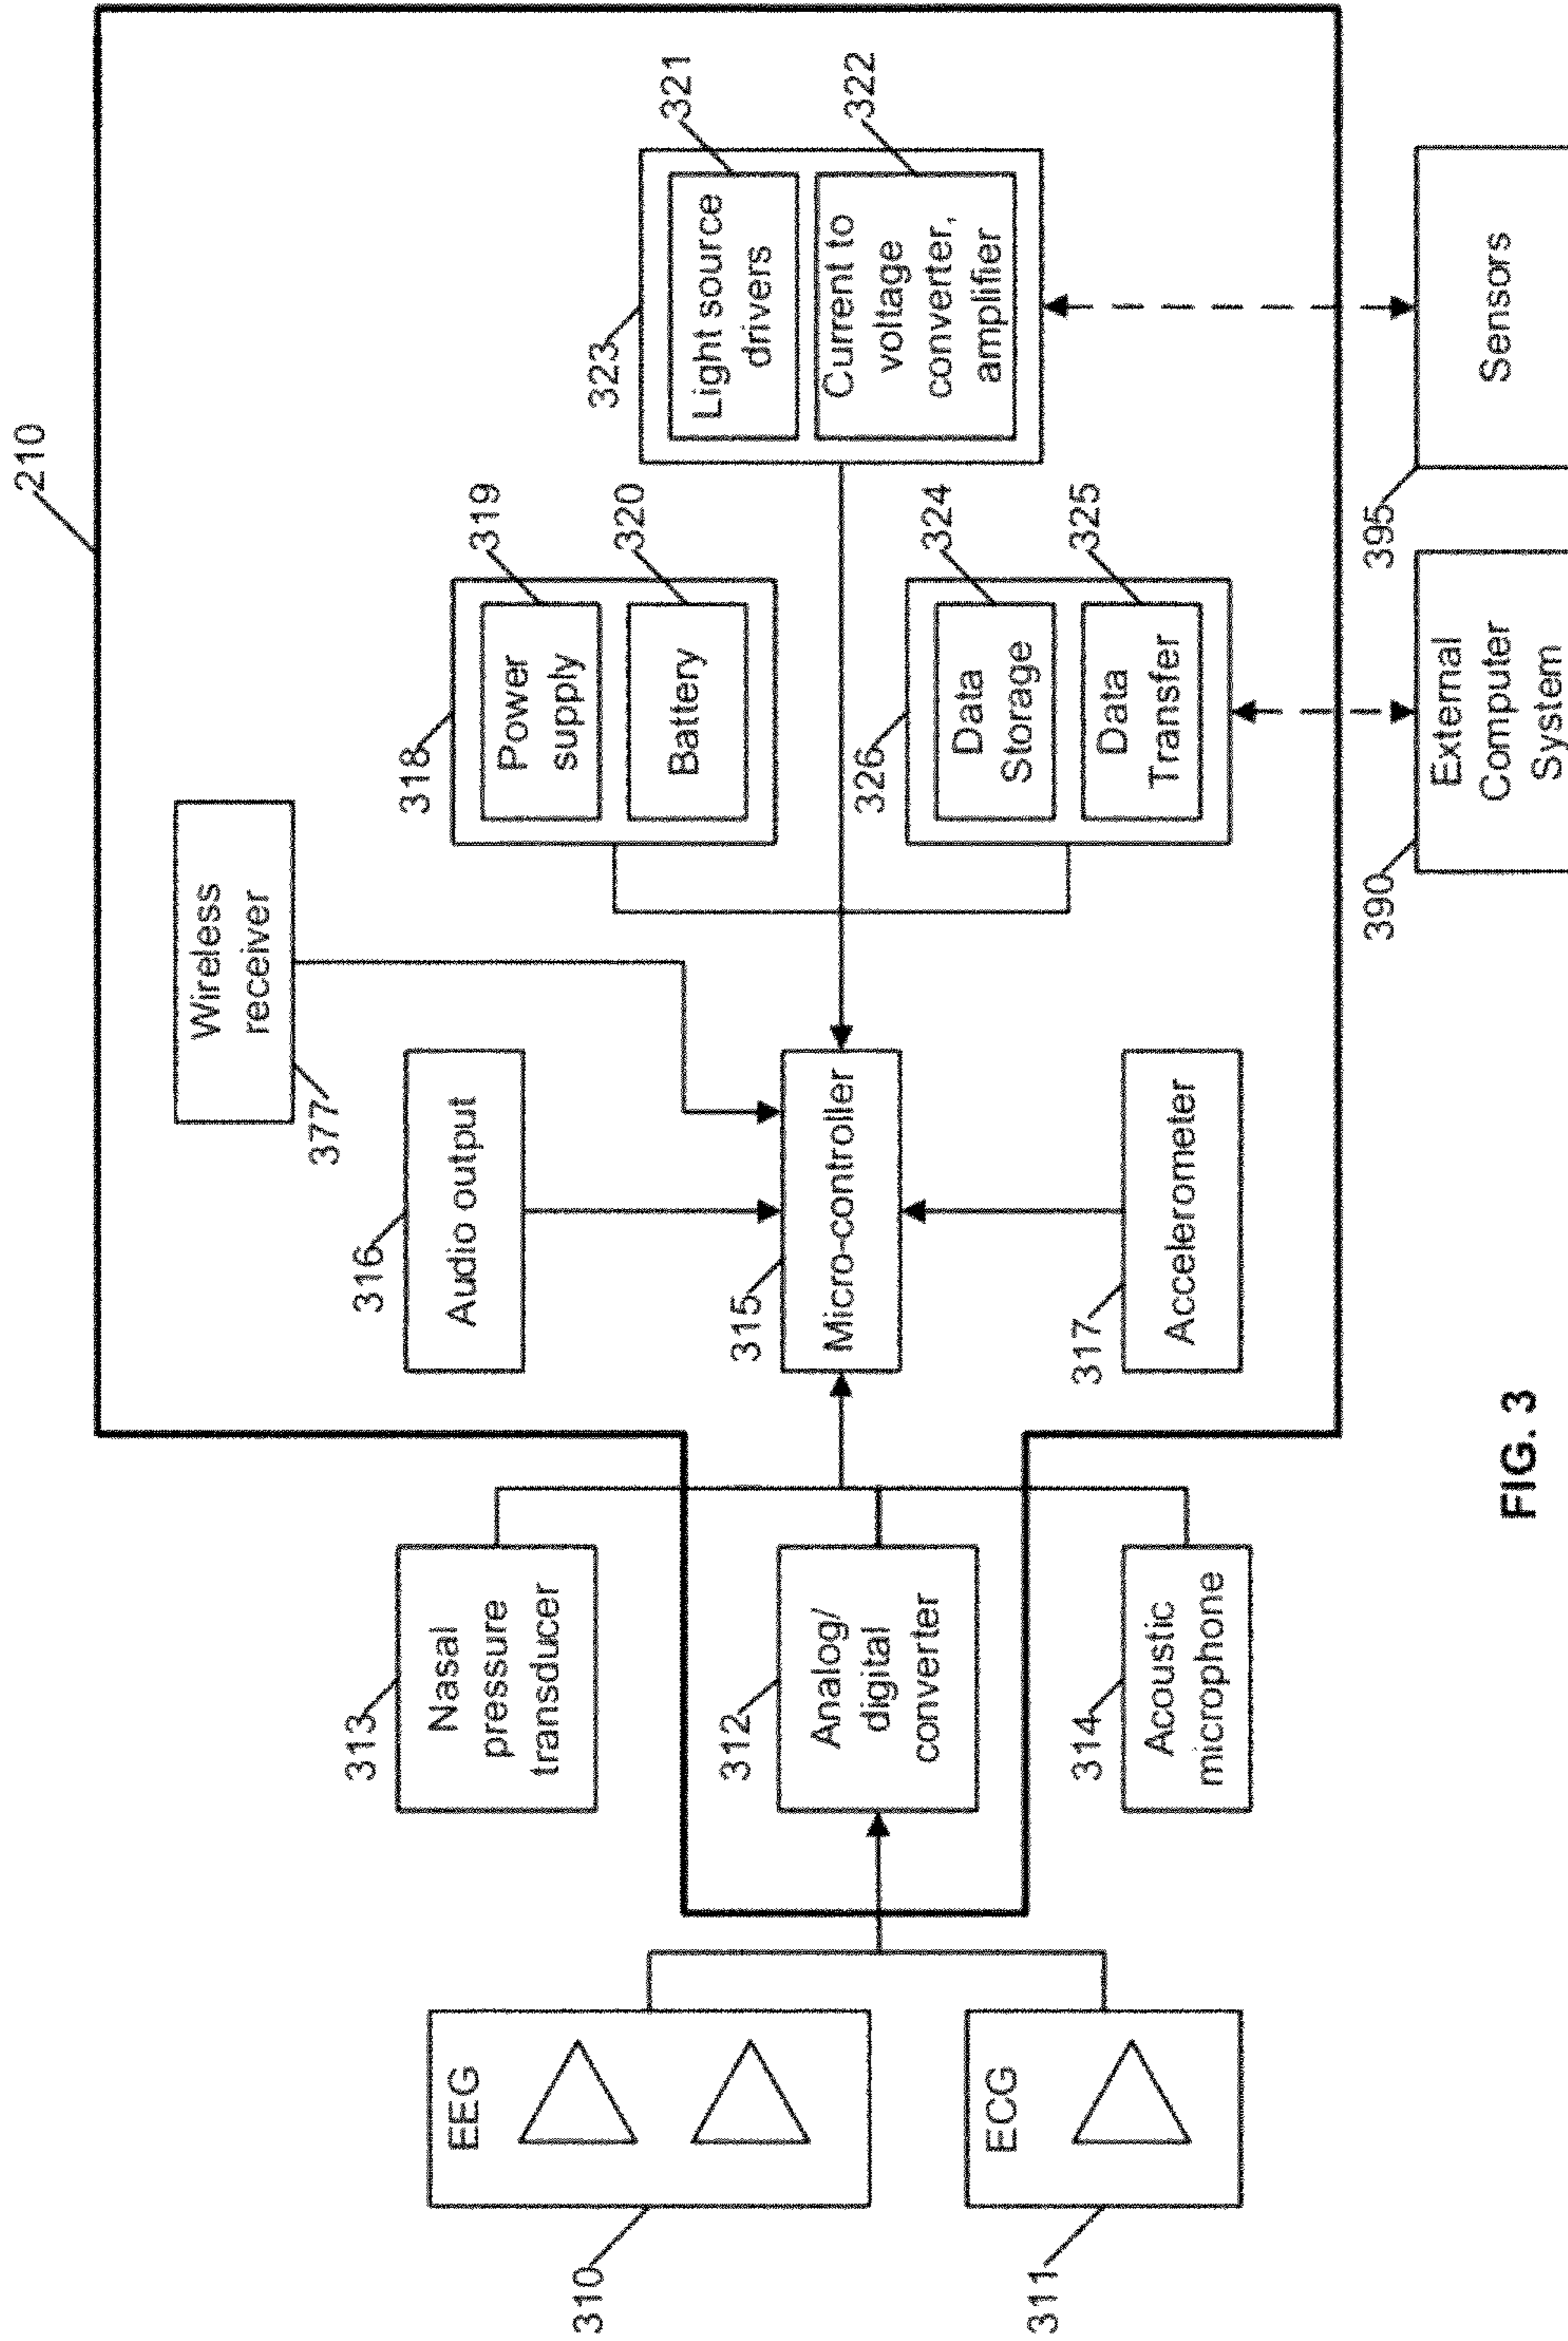 210
Wireless
receiver
377
316
Audio output
318
Power
supply
319
Battery
320
323
Light source
drivers
321
Current to
voltage
converter,
amplifier
322
313
Nasal
pressure
transducer
310
EEG
312
Analog/
digital
converter
315
Micro-controller
326
Data
Storage
324
Data
Transfer
325
311
ECG
314
Acoustic
microphone
317
Accelerometer
390
External
Computer
System
395
Sensors
FIG. 3